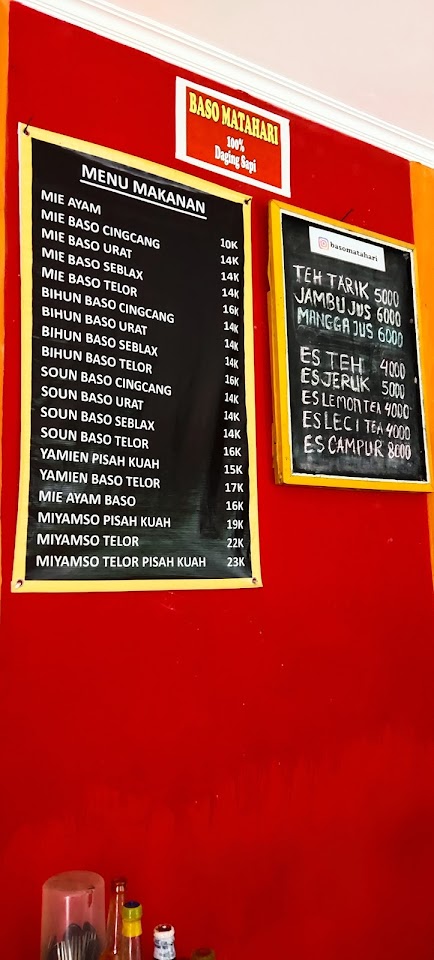 BASO MATAHARI
100%
Daging Sapi
MENU MAKANAN
MIE AYAM 10K
MIE BASO CINGCANG 14K
MIE BASO URAT 14K
MIE BASO SEBLAX 14K
MIE BASO TELOR 16K
BIHUN BASO CINGCANG 14K
BIHUN BASO URAT 14K
BIHUN BASO SEBLAX 14K
BIHUN BASO TELOR 16K
SOUN BASO CINGCANG 14K
SOUN BASO URAT 14K
SOUN BASO SEBLAX 14K
SOUN BASO TELOR 16K
YAMIEN PISAH KUAH 15K
YAMIEN BASO TELOR 17K
MIE AYAM BASO 16K
MIYAMSO PISAH KUAH 19K
MIYAMSO TELOR 22K
MIYAMSO TELOR PISAH KUAH 23K
basomatahari
TEH TARIK 5000
JAMBU JUS 6000
MANGGA JUS 6000
ES TEH 4000
ES JERUK 5000
ES LEMON TEA 4000
ES LECI TEA 4000
ES CAMPUR 8000